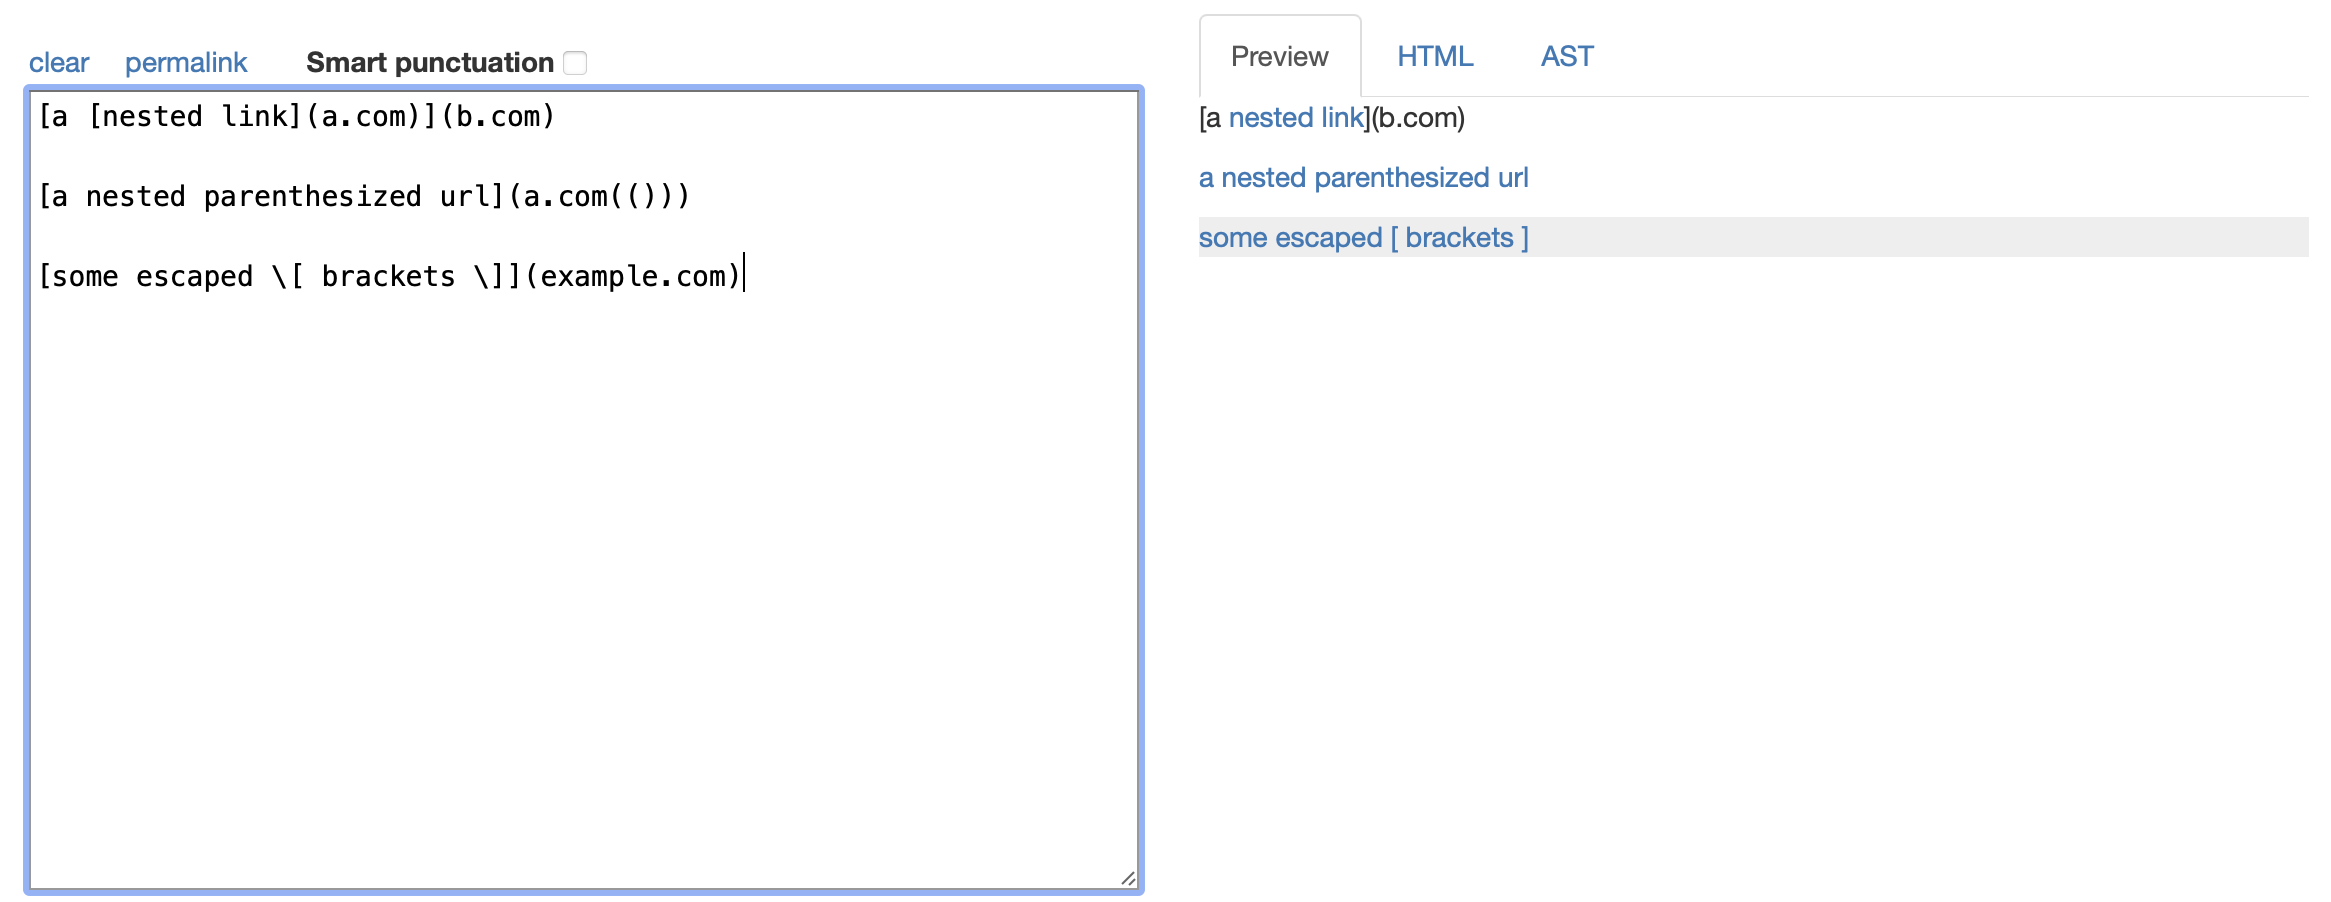 clear permalink Smart punctuation
[a [nested link](a.com)](b.com)
[a nested parenthesized url](a.com(()))
[some escaped \[ brackets \]](example.com)
Preview HTML AST
[a nested link](b.com)
a nested parenthesized url
some escaped [ brackets ]